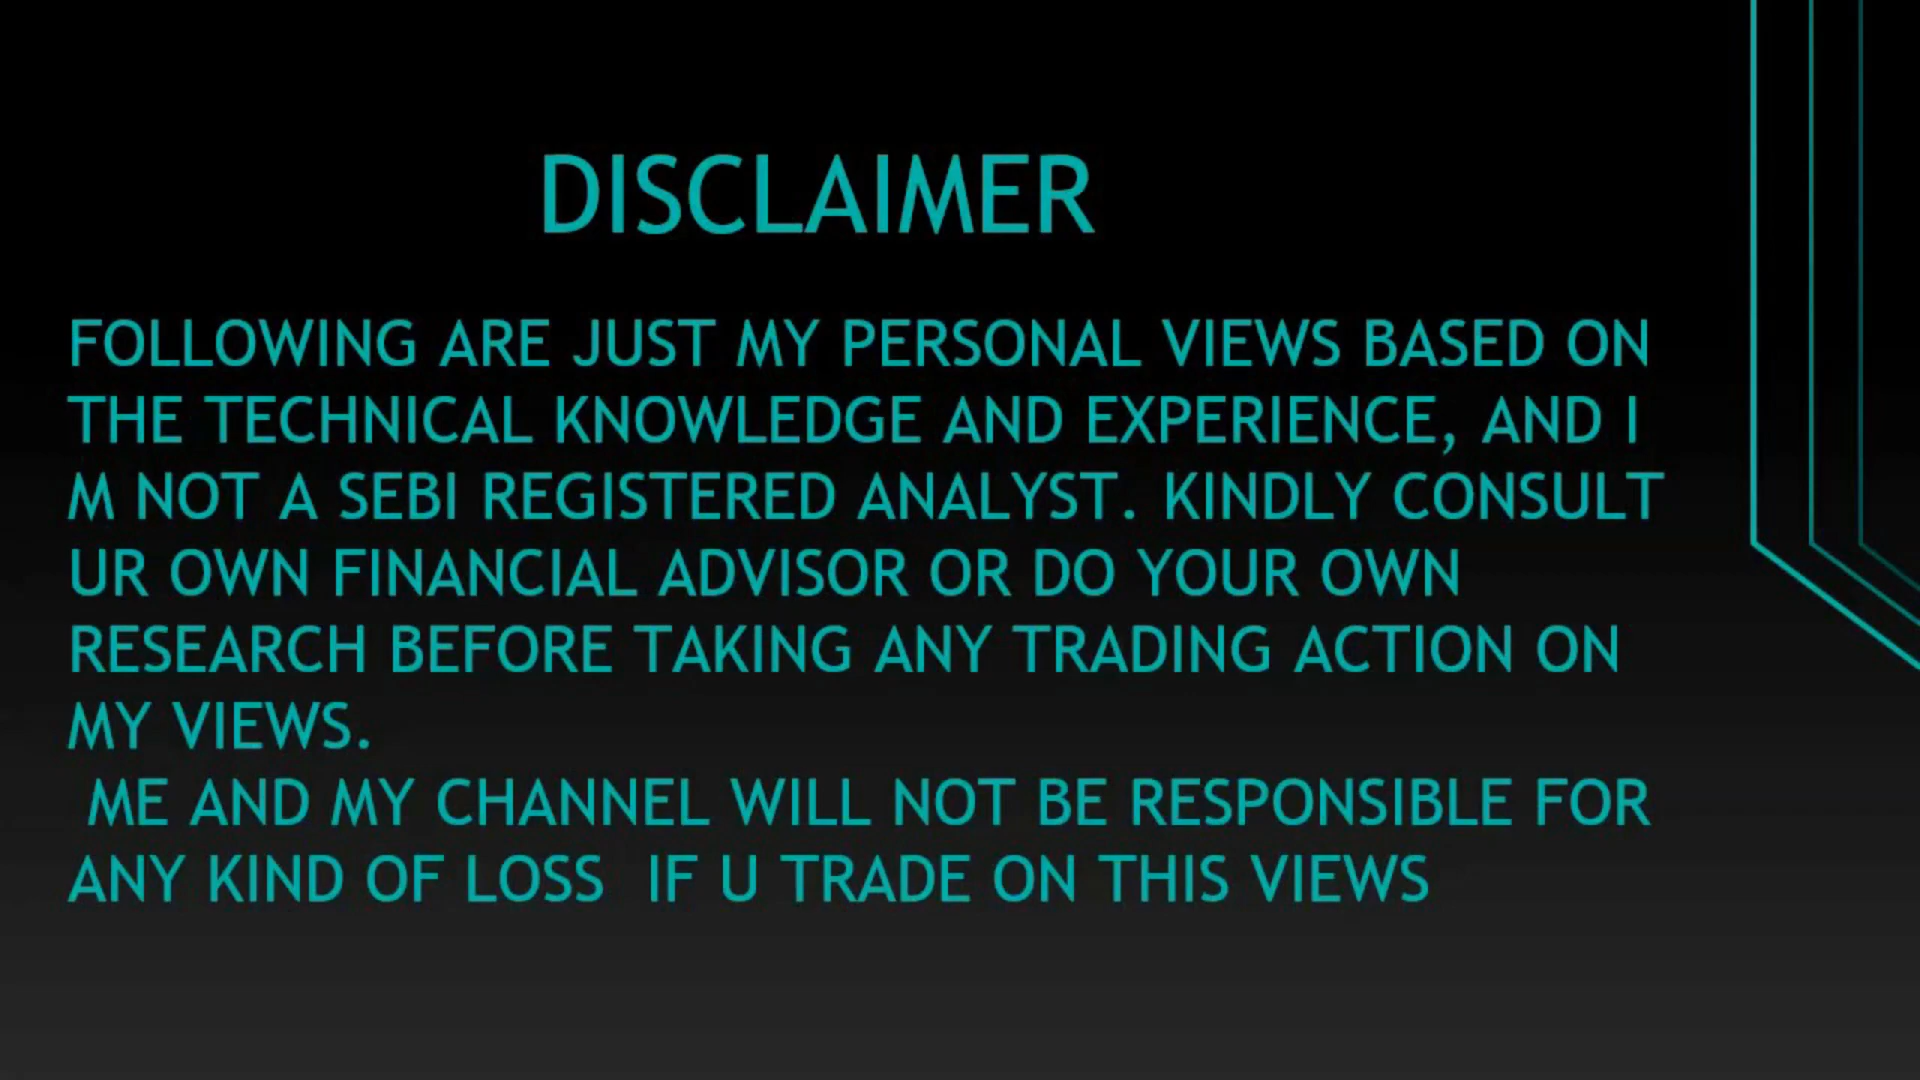 DISCLAIMER
FOLLOWING ARE JUST MY PERSONAL VIEWS BASED ON
THE TECHNICAL KNOWLEDGE AND EXPERIENCE, AND I
M NOT A SEBI REGISTERED ANALYST. KINDLY CONSULT
UR OWN FINANCIAL ADVISOR OR DO YOUR OWN
RESEARCH BEFORE TAKING ANY TRADING ACTION ON
MY VIEWS.
ME AND MY CHANNEL WILL NOT BE RESPONSIBLE FOR
ANY KIND OF LOSS  IF U TRADE ON THIS VIEWS